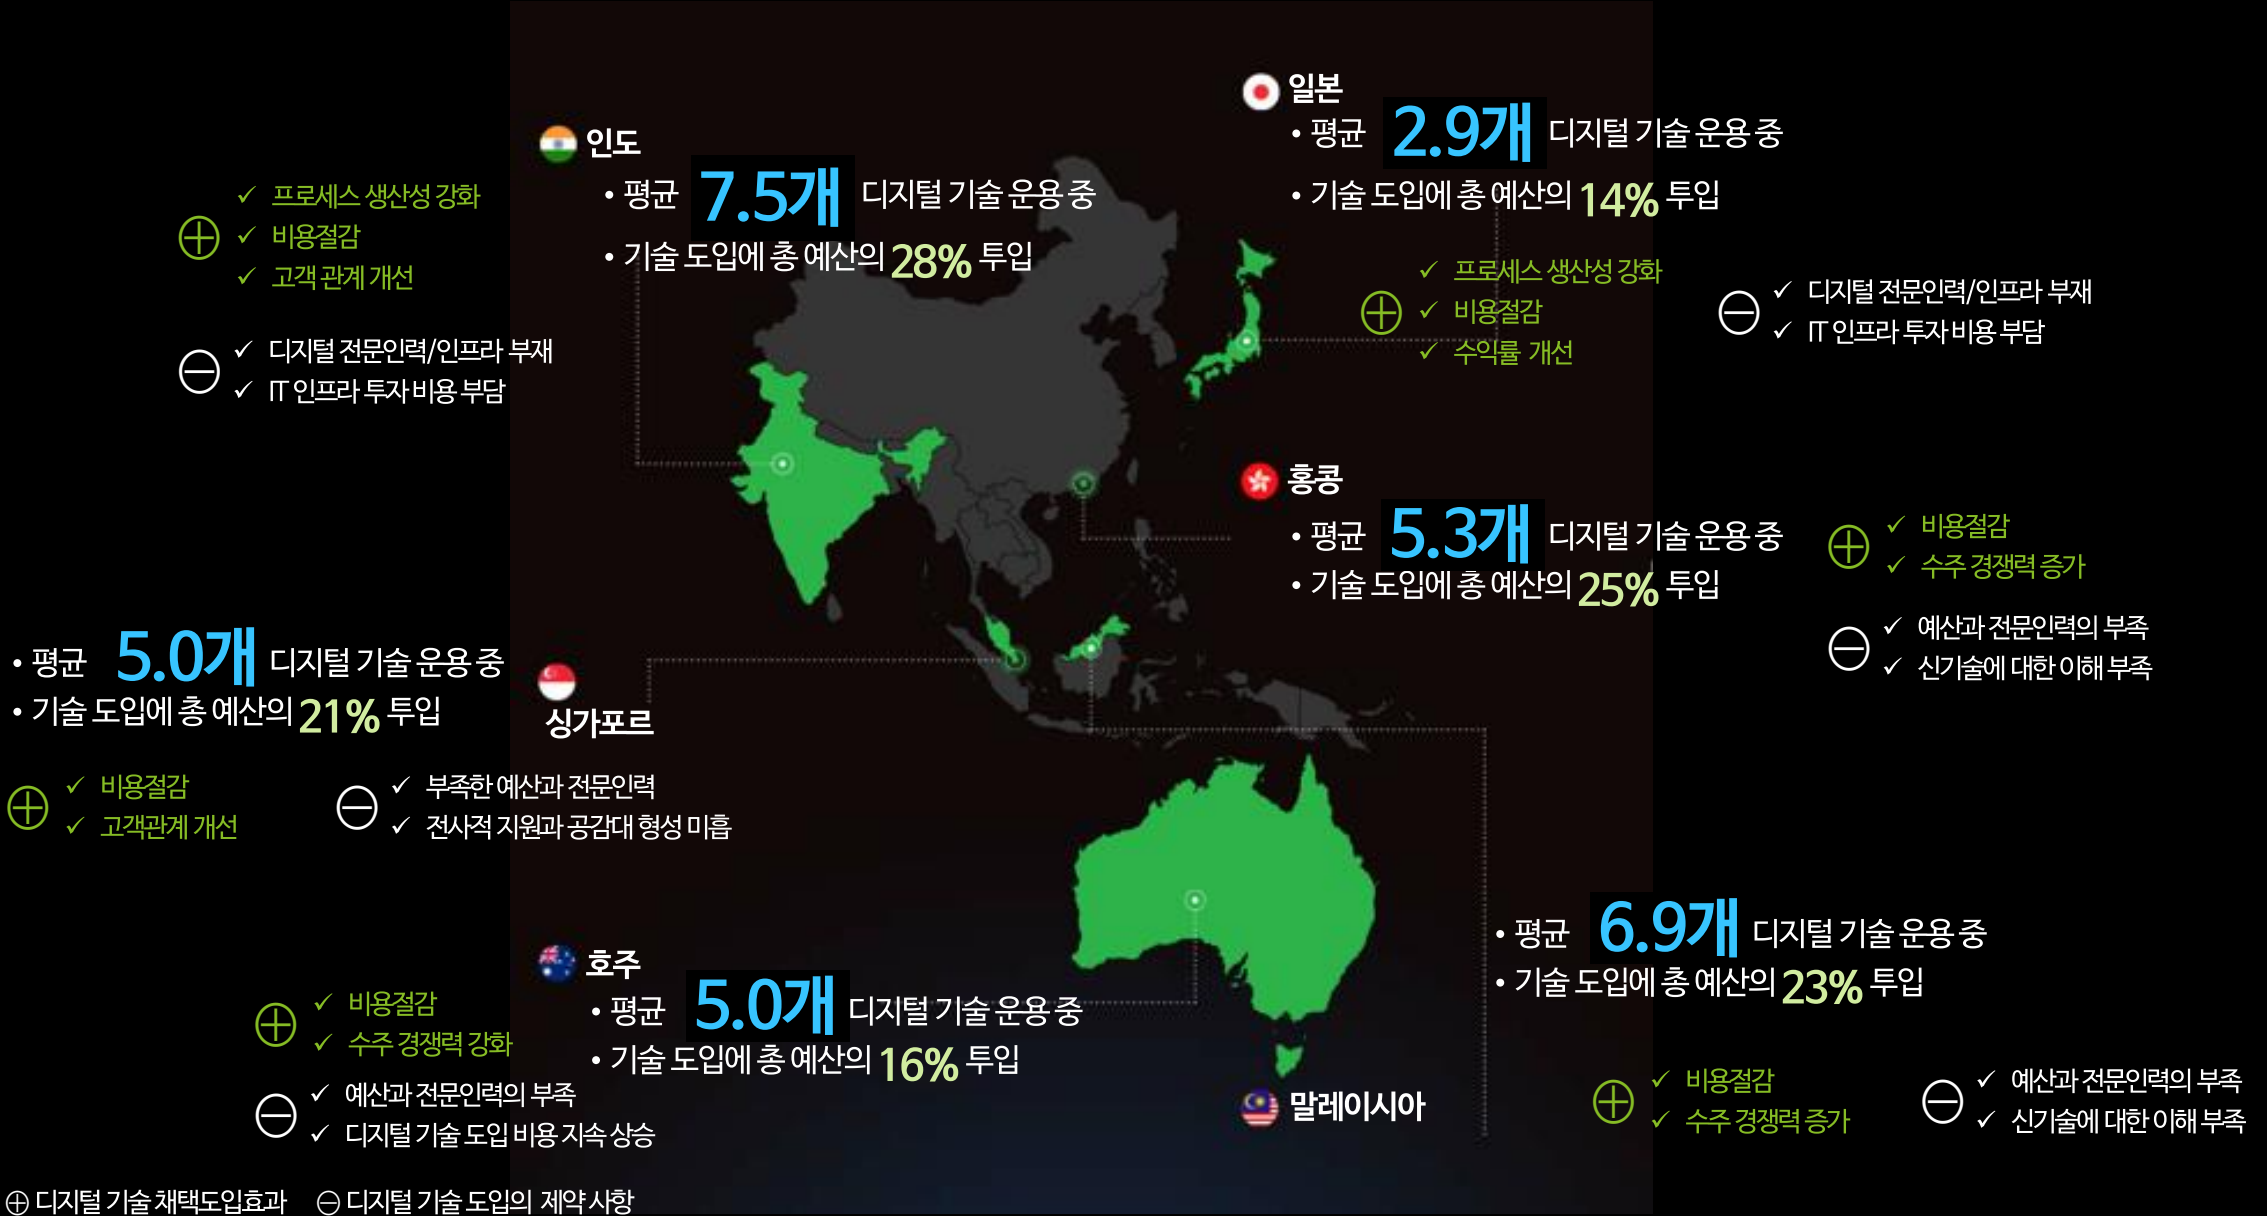 인도
• 평균 7.5개 디지털 기술 운용 중
• 기술 도입에 총 예산의 28% 투입
✓ 프로세스 생산성 강화
✓ 비용절감
✓ 고객 관계 개선
✓ 디지털 전문인력/인프라 부재
✓ IT 인프라 투자 비용 부담
일본
• 평균 2.9개 디지털 기술 운용 중
• 기술 도입에 총 예산의 14% 투입
✓ 프로세스 생산성 강화
✓ 비용절감
✓ 수익률 개선
✓ 디지털 전문인력/인프라 부재
✓ IT 인프라 투자 비용 부담
홍콩
• 평균 5.3개 디지털 기술 운용 중
• 기술 도입에 총 예산의 25% 투입
✓ 비용절감
✓ 수주 경쟁력 증가
✓ 예산과 전문인력의 부족
✓ 신기술에 대한 이해 부족
싱가포르
• 평균 5.0개 디지털 기술 운용 중
• 기술 도입에 총 예산의 21% 투입
✓ 비용절감
✓ 고객관계 개선
✓ 부족한 예산과 전문인력
✓ 전사적 지원과 공감대 형성 미흡
호주
• 평균 5.0개 디지털 기술 운용 중
• 기술 도입에 총 예산의 16% 투입
✓ 비용절감
✓ 수주 경쟁력 강화
✓ 예산과 전문인력의 부족
✓ 디지털 기술 도입 비용 지속 상승
말레이시아
• 평균 6.9개 디지털 기술 운용 중
• 기술 도입에 총 예산의 23% 투입
✓ 비용절감
✓ 수주 경쟁력 증가
✓ 예산과 전문인력의 부족
✓ 신기술에 대한 이해 부족
⊕ 디지털 기술 채택도입효과 ⊖ 디지털 기술 도입의 제약 사항